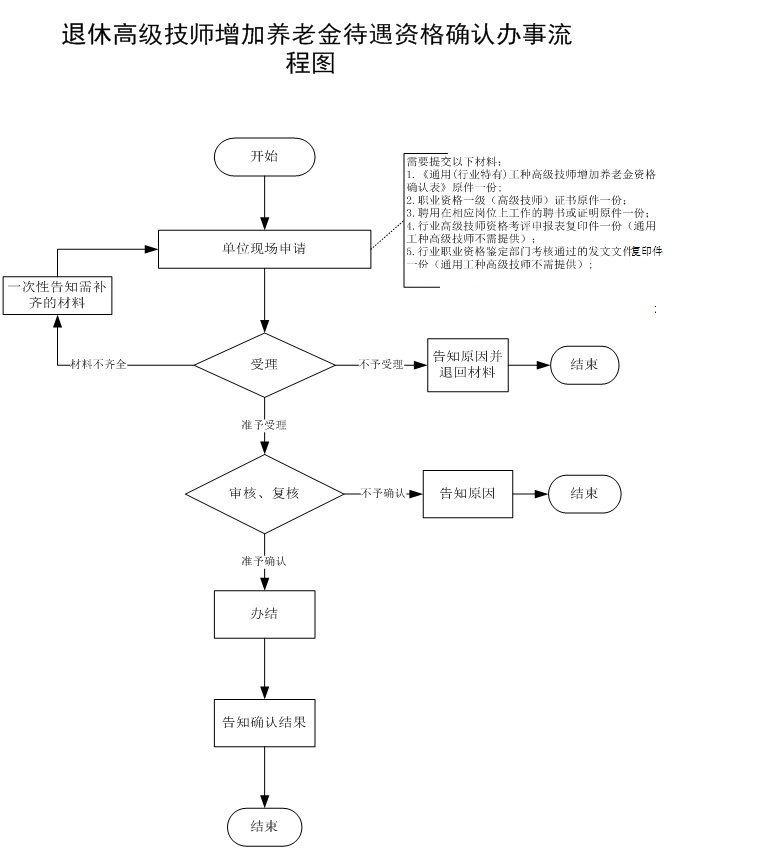 退休高级技师增加养老金待遇资格确认办事流
程图
开始
需要提交以下材料：
1.《通用(行业特有)工种高级技师增加养老金资格
确认表》原件一份；
2.职业资格一级（高级技师）证书原件一份；
3.聘用在相应岗位上工作的聘书或证明原件一份；
4.行业高级技师资格考评申报表复印件一份（通用
工种高级技师不需提供）；
5.行业职业资格鉴定部门考核通过的发文文件复印件
一份（通用工种高级技师不需提供）；
单位现场申请
一次性告知需补
齐的材料
：
材料不齐全
受理
不予受理
告知原因并
退回材料
结束
准予受理
审核、复核
不予确认
告知原因
结束
准予确认
办结
告知确认结果
结束